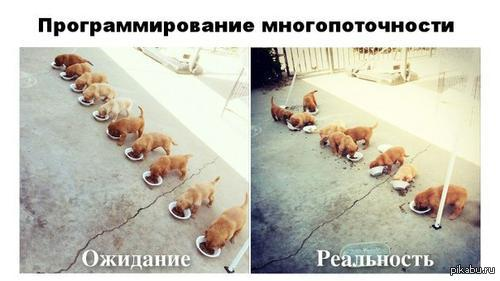 Программирование многопоточности
Ожидание
Реальность
pikabu.ru